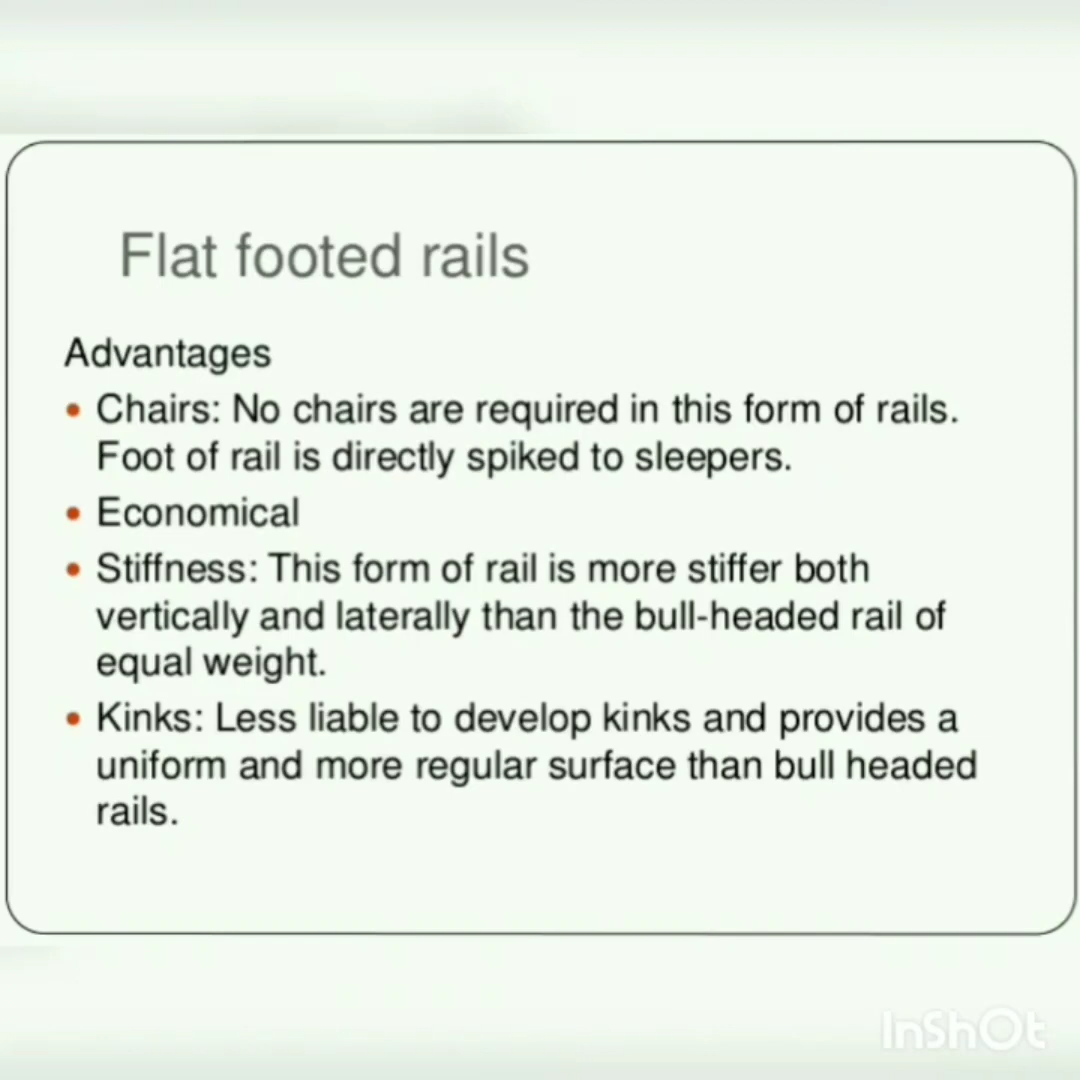 Flat footed rails
Advantages
• Chairs: No chairs are required in this form of rails.
Foot of rail is directly spiked to sleepers.
• Economical
• Stiffness: This form of rail is more stiffer both
vertically and laterally than the bull-headed rail of
equal weight.
• Kinks: Less liable to develop kinks and provides a
uniform and more regular surface than bull headed
rails.
InShOt